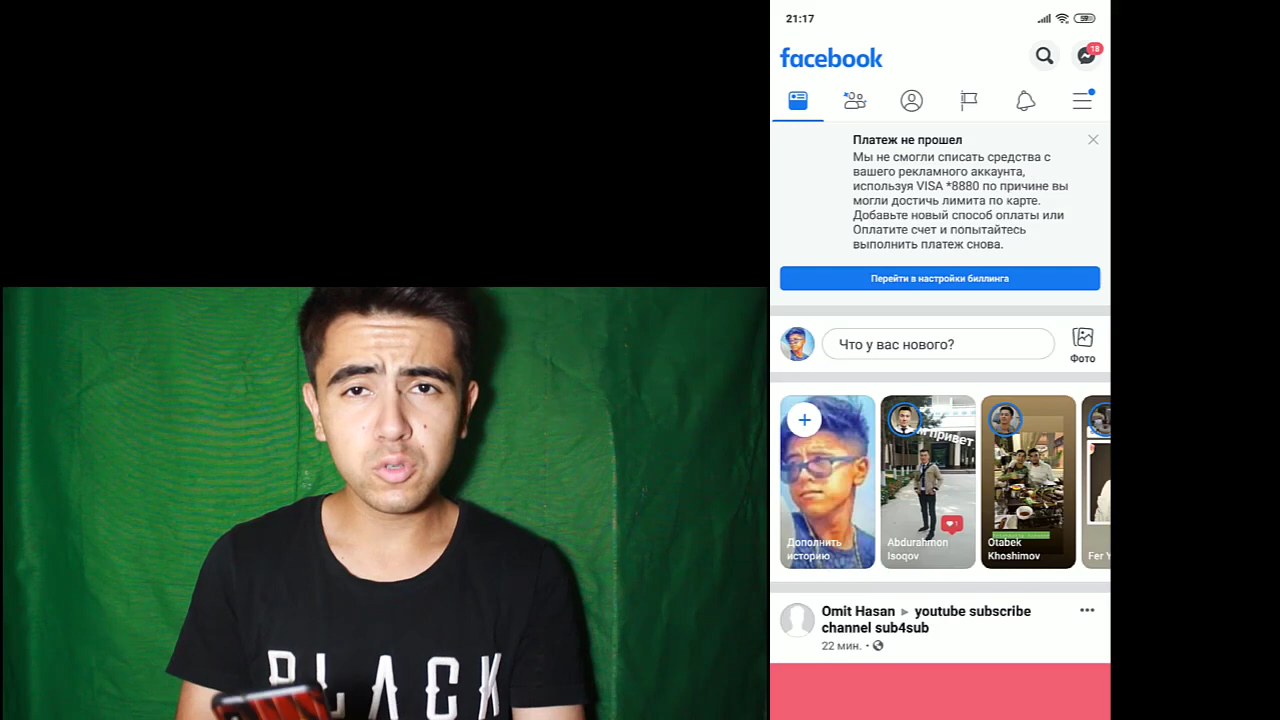 21:17
59
facebook
18
Платеж не прошел
Мы не смогли списать средства с
вашего рекламного аккаунта,
используя VISA *8880 по причине вы
могли достичь лимита по карте.
Добавьте новый способ оплаты или
Оплатите счет и попытайтесь
выполнить платеж снова.
Перейти в настройки биллинга
Что у вас нового?
Фото
привет
1
Дополнить
историю
Abdurahmon
Isoqov
Otabek
Khoshimov
Fer Y
Omit Hasan ▸ youtube subscribe
channel sub4sub
22 мин. •
BLACK